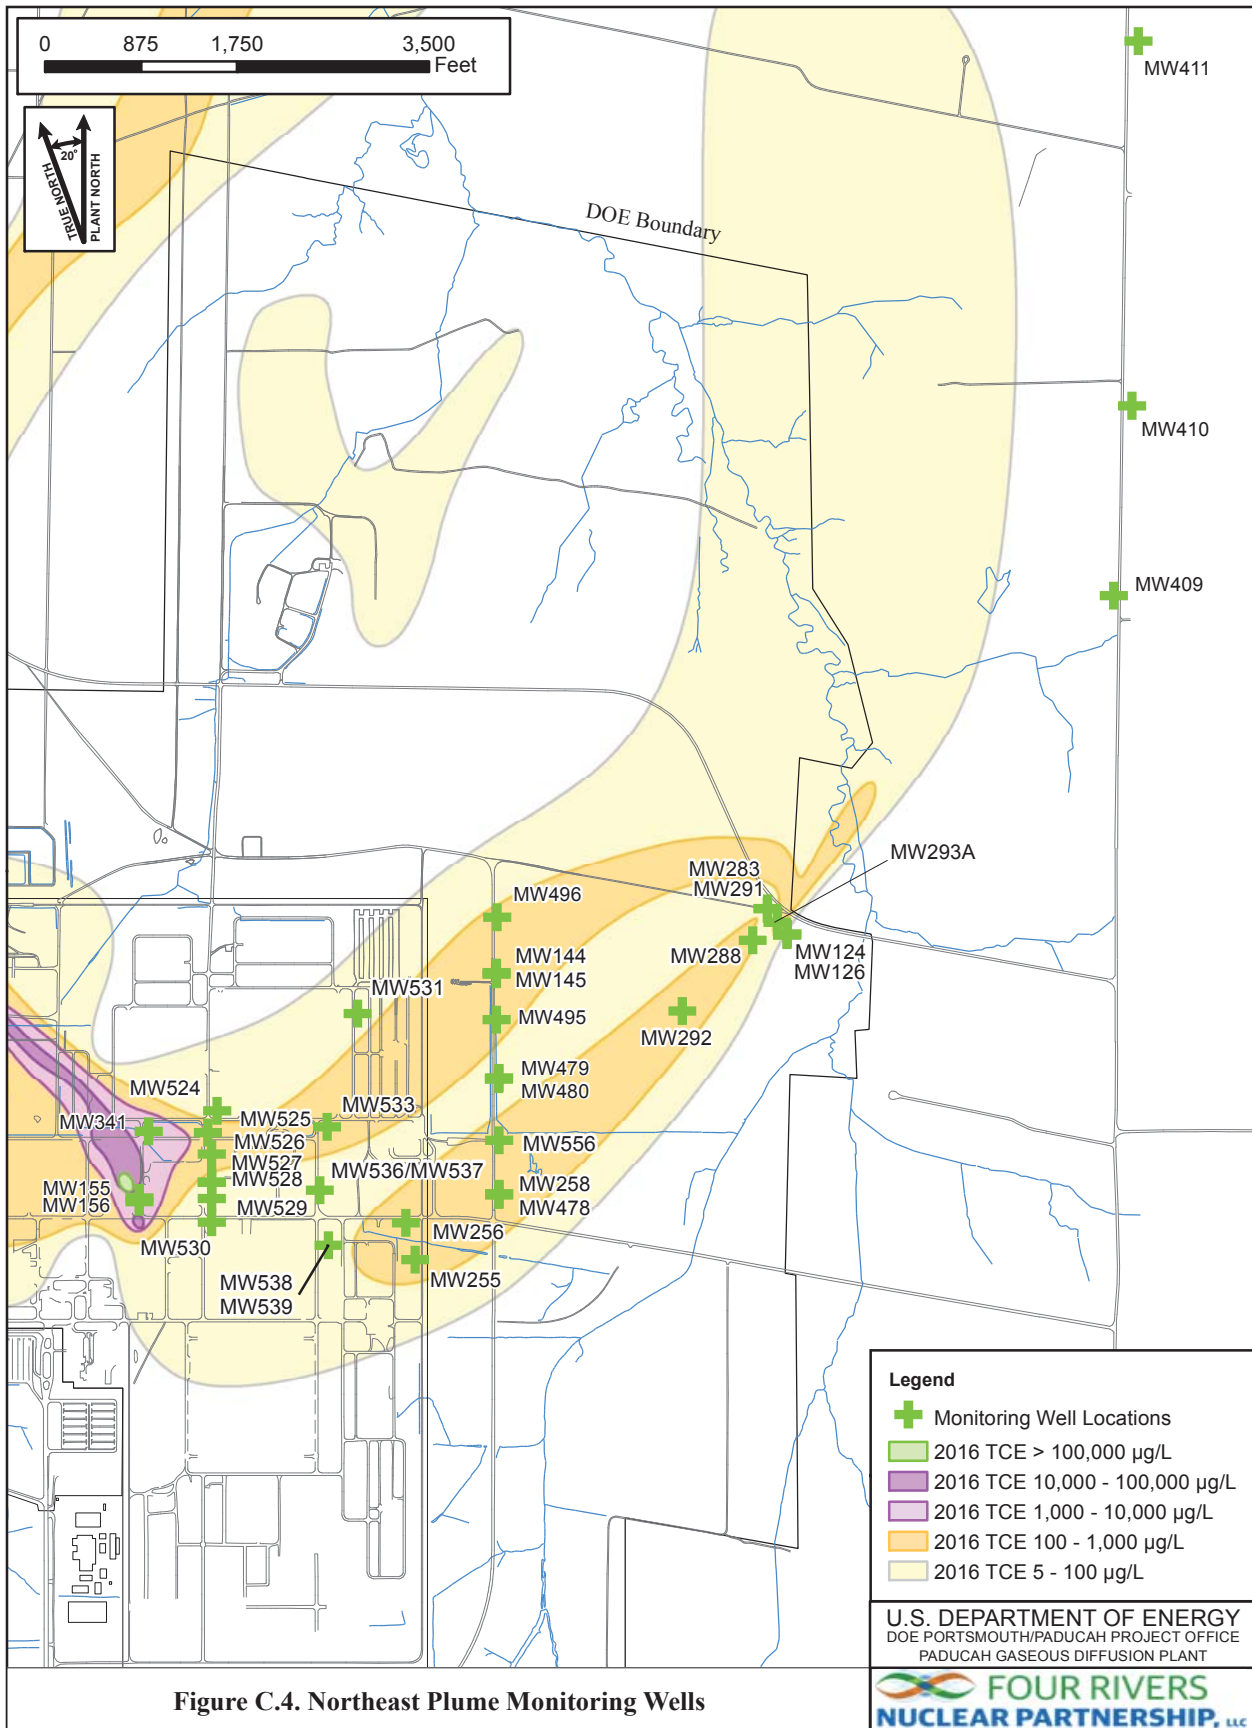 0 875 1,750 3,500
Feet
TRUE NORTH
20°
PLANT NORTH
MW411
DOE Boundary
MW410
MW409
MW293A
MW283
MW291
MW496
MW288
MW124
MW126
MW144
MW145
MW531
MW495
MW292
MW479
MW480
MW524
MW533
MW525
MW341
MW526
MW556
MW527
MW536/MW537
MW528
MW155
MW156
MW258
MW478
MW529
MW256
MW530
MW255
MW538
MW539
Legend
Monitoring Well Locations
2016 TCE > 100,000 µg/L
2016 TCE 10,000 - 100,000 µg/L
2016 TCE 1,000 - 10,000 µg/L
2016 TCE 100 - 1,000 µg/L
2016 TCE 5 - 100 µg/L
U.S. DEPARTMENT OF ENERGY
DOE PORTSMOUTH/PADUCAH PROJECT OFFICE
PADUCAH GASEOUS DIFFUSION PLANT
FOUR RIVERS
NUCLEAR PARTNERSHIP, LLC
Figure C.4. Northeast Plume Monitoring Wells